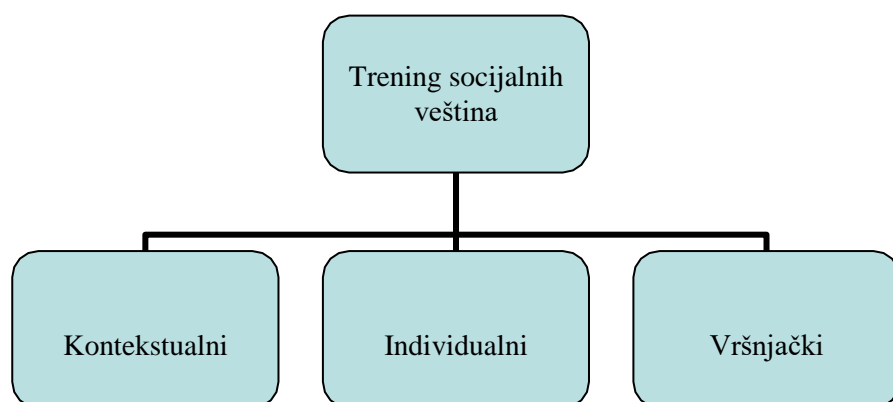 Trening socijalnih
veština
Kontekstualni
Individualni
Vršnjački